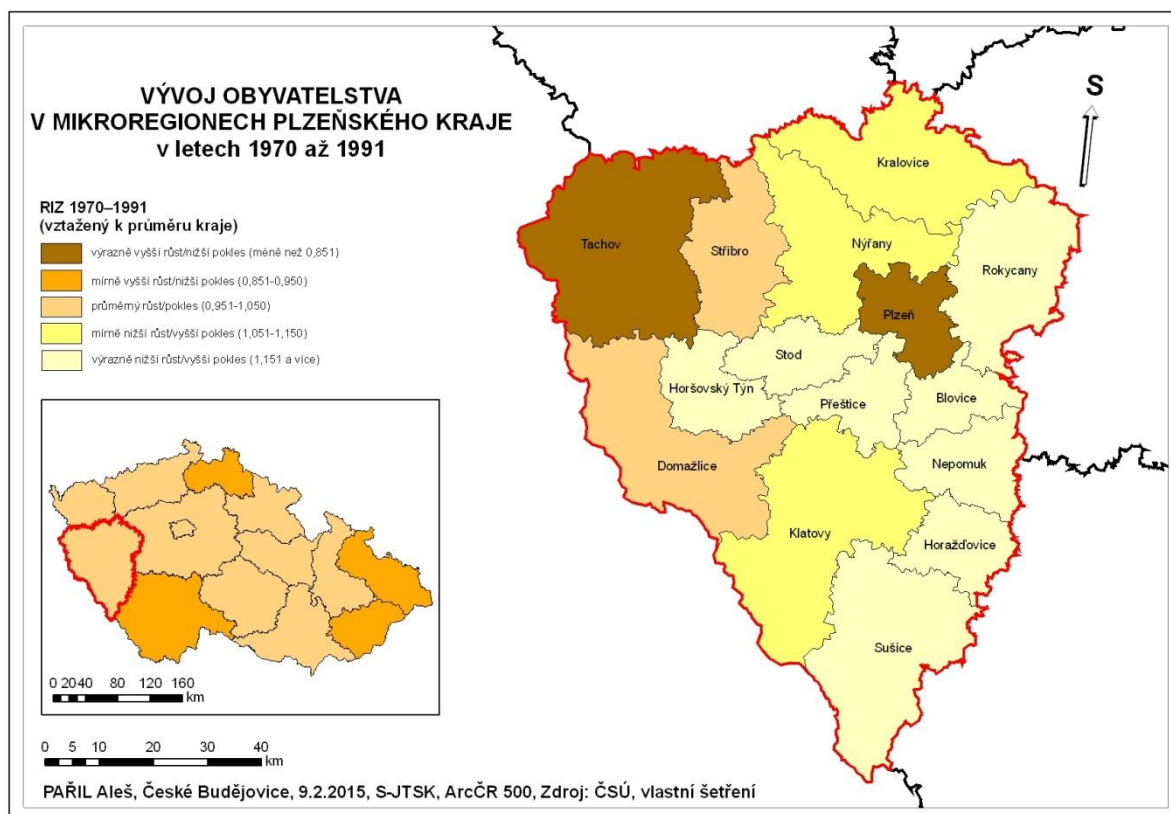 VÝVOJ OBYVATELSTVA
V MIKROREGIONECH PLZEŇSKÉHO KRAJE
v letech 1970 až 1991
RIZ 1970–1991
(vztažený k průměru kraje)
výrazně vyšší růst/nižší pokles (méně než 0,851)
mírně vyšší růst/nižší pokles (0,851-0,950)
průměrný růst/pokles (0,951-1,050)
mírně nižší růst/vyšší pokles (1,051-1,150)
výrazně nižší růst/vyšší pokles (1,151 a více)
S
Kralovice
Tachov
Stříbro
Nýřany
Rokycany
Plzeň
Stod
Horšovský Týn
Přeštice
Blovice
Domažlice
Nepomuk
Klatovy
Horažďovice
Sušice
0 20 40 80 120 160
km
0 5 10 20 30 40
km
PAŘIL Aleš, České Budějovice, 9.2.2015, S-JTSK, ArcČR 500, Zdroj: ČSÚ, vlastní šetření